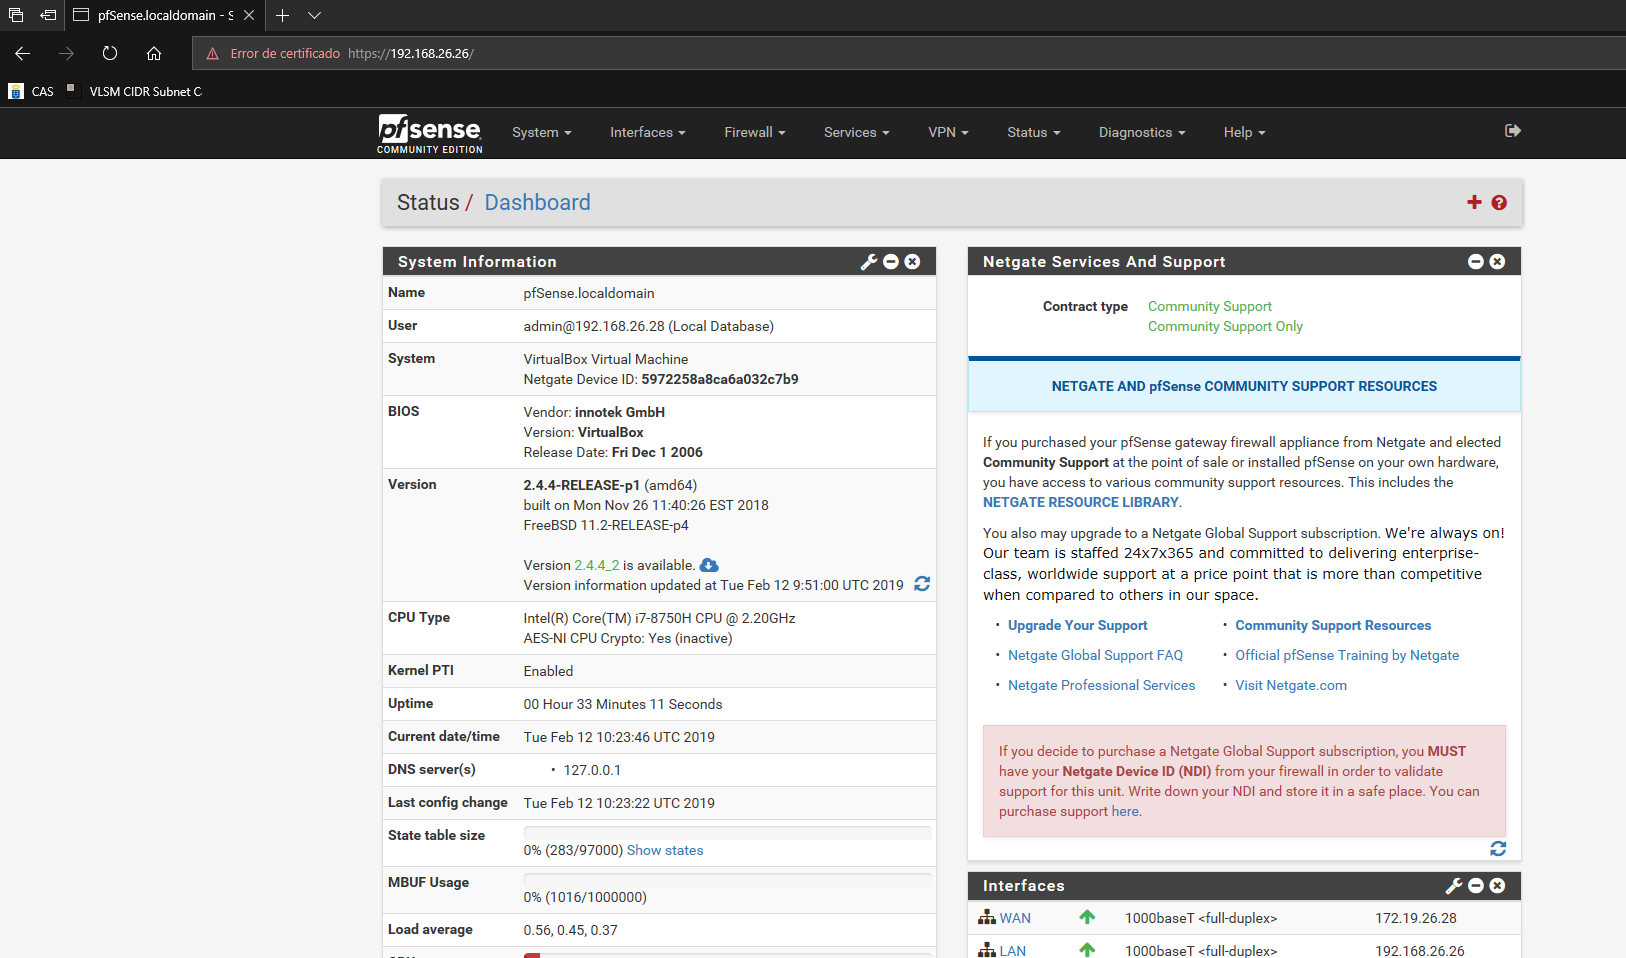 pfSense.localdomain - S
Error de certificado https://192.168.26.26/
CAS VLSM CIDR Subnet C
pfsense
COMMUNITY EDITION
System Interfaces Firewall Services VPN Status Diagnostics Help
Status / Dashboard
System Information
Name pfSense.localdomain
User admin@192.168.26.28 (Local Database)
System VirtualBox Virtual Machine
Netgate Device ID: 5972258a8ca6a032c7b9
BIOS Vendor: innotek GmbH
Version: VirtualBox
Release Date: Fri Dec 1 2006
Version 2.4.4-RELEASE-p1 (amd64)
built on Mon Nov 26 11:40:26 EST 2018
FreeBSD 11.2-RELEASE-p4
Version 2.4.4_2 is available.
Version information updated at Tue Feb 12 9:51:00 UTC 2019
CPU Type Intel(R) Core(TM) i7-8750H CPU @ 2.20GHz
AES-NI CPU Crypto: Yes (inactive)
Kernel PTI Enabled
Uptime 00 Hour 33 Minutes 11 Seconds
Current date/time Tue Feb 12 10:23:46 UTC 2019
DNS server(s) • 127.0.0.1
Last config change Tue Feb 12 10:23:22 UTC 2019
State table size
0% (283/97000) Show states
MBUF Usage
0% (1016/1000000)
Load average 0.56, 0.45, 0.37
Netgate Services And Support
Contract type Community Support
Community Support Only
NETGATE AND pfSense COMMUNITY SUPPORT RESOURCES
If you purchased your pfSense gateway firewall appliance from Netgate and elected
Community Support at the point of sale or installed pfSense on your own hardware,
you have access to various community support resources. This includes the
NETGATE RESOURCE LIBRARY.
You also may upgrade to a Netgate Global Support subscription. We're always on!
Our team is staffed 24x7x365 and committed to delivering enterprise-
class, worldwide support at a price point that is more than competitive
when compared to others in our space.
• Upgrade Your Support • Community Support Resources
• Netgate Global Support FAQ • Official pfSense Training by Netgate
• Netgate Professional Services • Visit Netgate.com
If you decide to purchase a Netgate Global Support subscription, you MUST
have your Netgate Device ID (NDI) from your firewall in order to validate
support for this unit. Write down your NDI and store it in a safe place. You can
purchase support here.
Interfaces
WAN 1000baseT <full-duplex> 172.19.26.28
LAN 1000baseT <full-duplex> 192.168.26.26